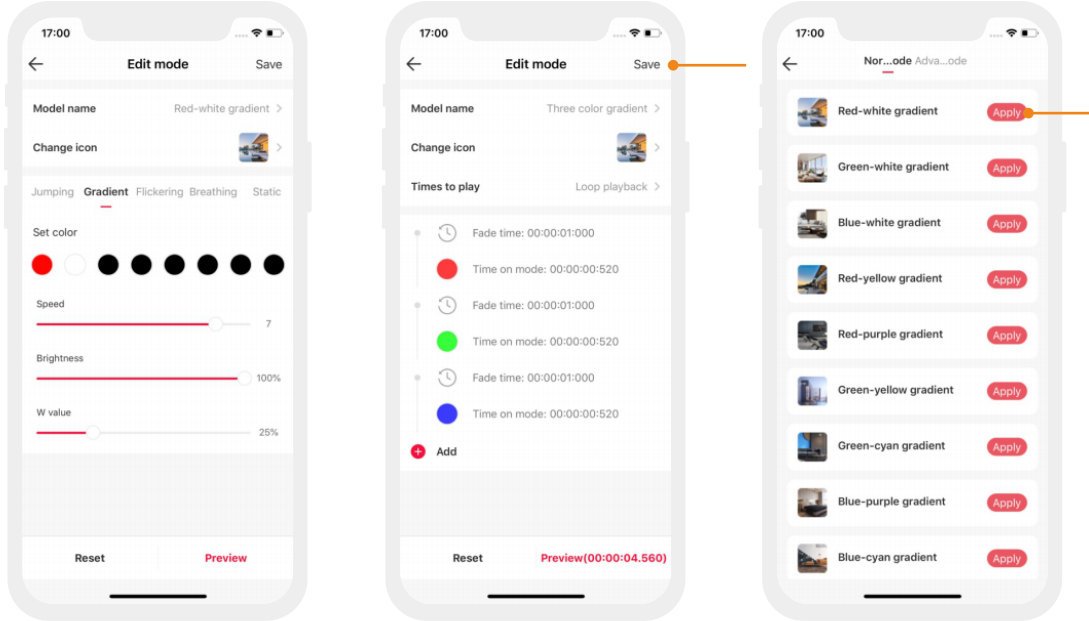 17:00
Edit mode
Save
Model name
Red-white gradient
Change icon
Jumping Gradient Flickering Breathing Static
Set color
Speed
7
Brightness
100%
W value
25%
Reset
Preview
17:00
Edit mode
Save
Model name
Three color gradient
Change icon
Times to play
Loop playback
Fade time: 00:00:01:000
Time on mode: 00:00:00:520
Fade time: 00:00:01:000
Time on mode: 00:00:00:520
Fade time: 00:00:01:000
Time on mode: 00:00:00:520
Add
Reset
Preview(00:00:04.560)
17:00
Nor...ode Adva...ode
Red-white gradient
Apply
Green-white gradient
Apply
Blue-white gradient
Apply
Red-yellow gradient
Apply
Red-purple gradient
Apply
Green-yellow gradient
Apply
Green-cyan gradient
Apply
Blue-purple gradient
Apply
Blue-cyan gradient
Apply